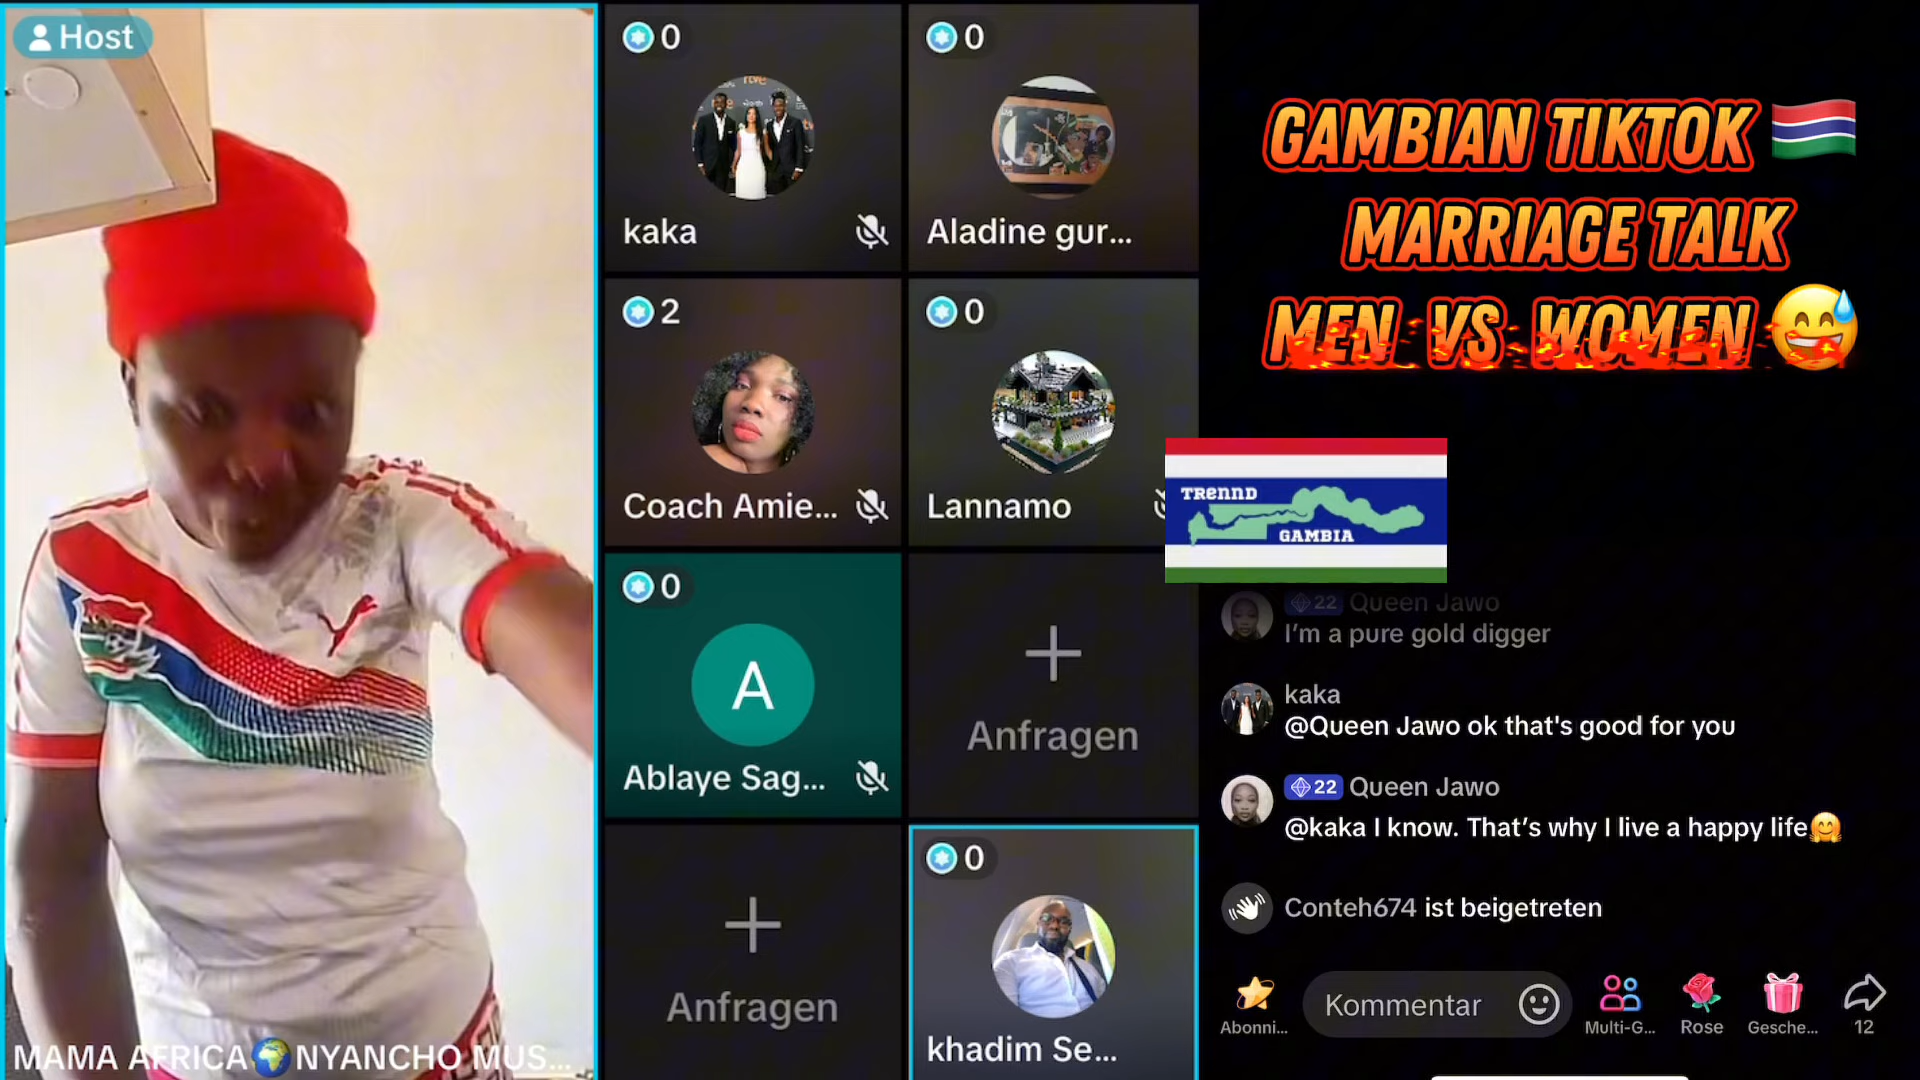 Host
MAMA AFRICA🌍NYANCHO MUS...
0
kaka
0
Aladine gur...
2
Coach Amie...
0
Lannamo
0
Ablaye Sag...
Anfragen
Anfragen
0
khadim Se...
GAMBIAN TIKTOK 🇬🇲
MARRIAGE TALK
MEN VS WOMEN 😅
TRENND
GAMBIA
22 Queen Jawo
I'm a pure gold digger
kaka
@Queen Jawo ok that's good for you
22 Queen Jawo
@kaka I know. That's why I live a happy life🤗
Conteh674 ist beigetreten
Kommentar
Abonni...
Multi-G...
Rose
Gesche...
12